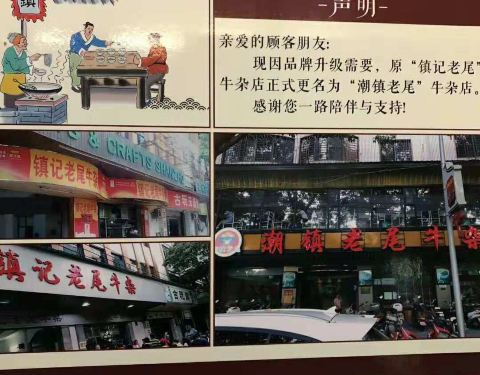 镇
-声明-
亲爱的顾客朋友:
现因品牌升级需要，原“镇记老尾”
牛杂店正式更名为“潮镇老尾”牛杂店。
感谢您一路陪伴与支持!
& CRAFTS
镇记老尾牛杂
镇记老尾牛杂
潮镇老尾牛杂